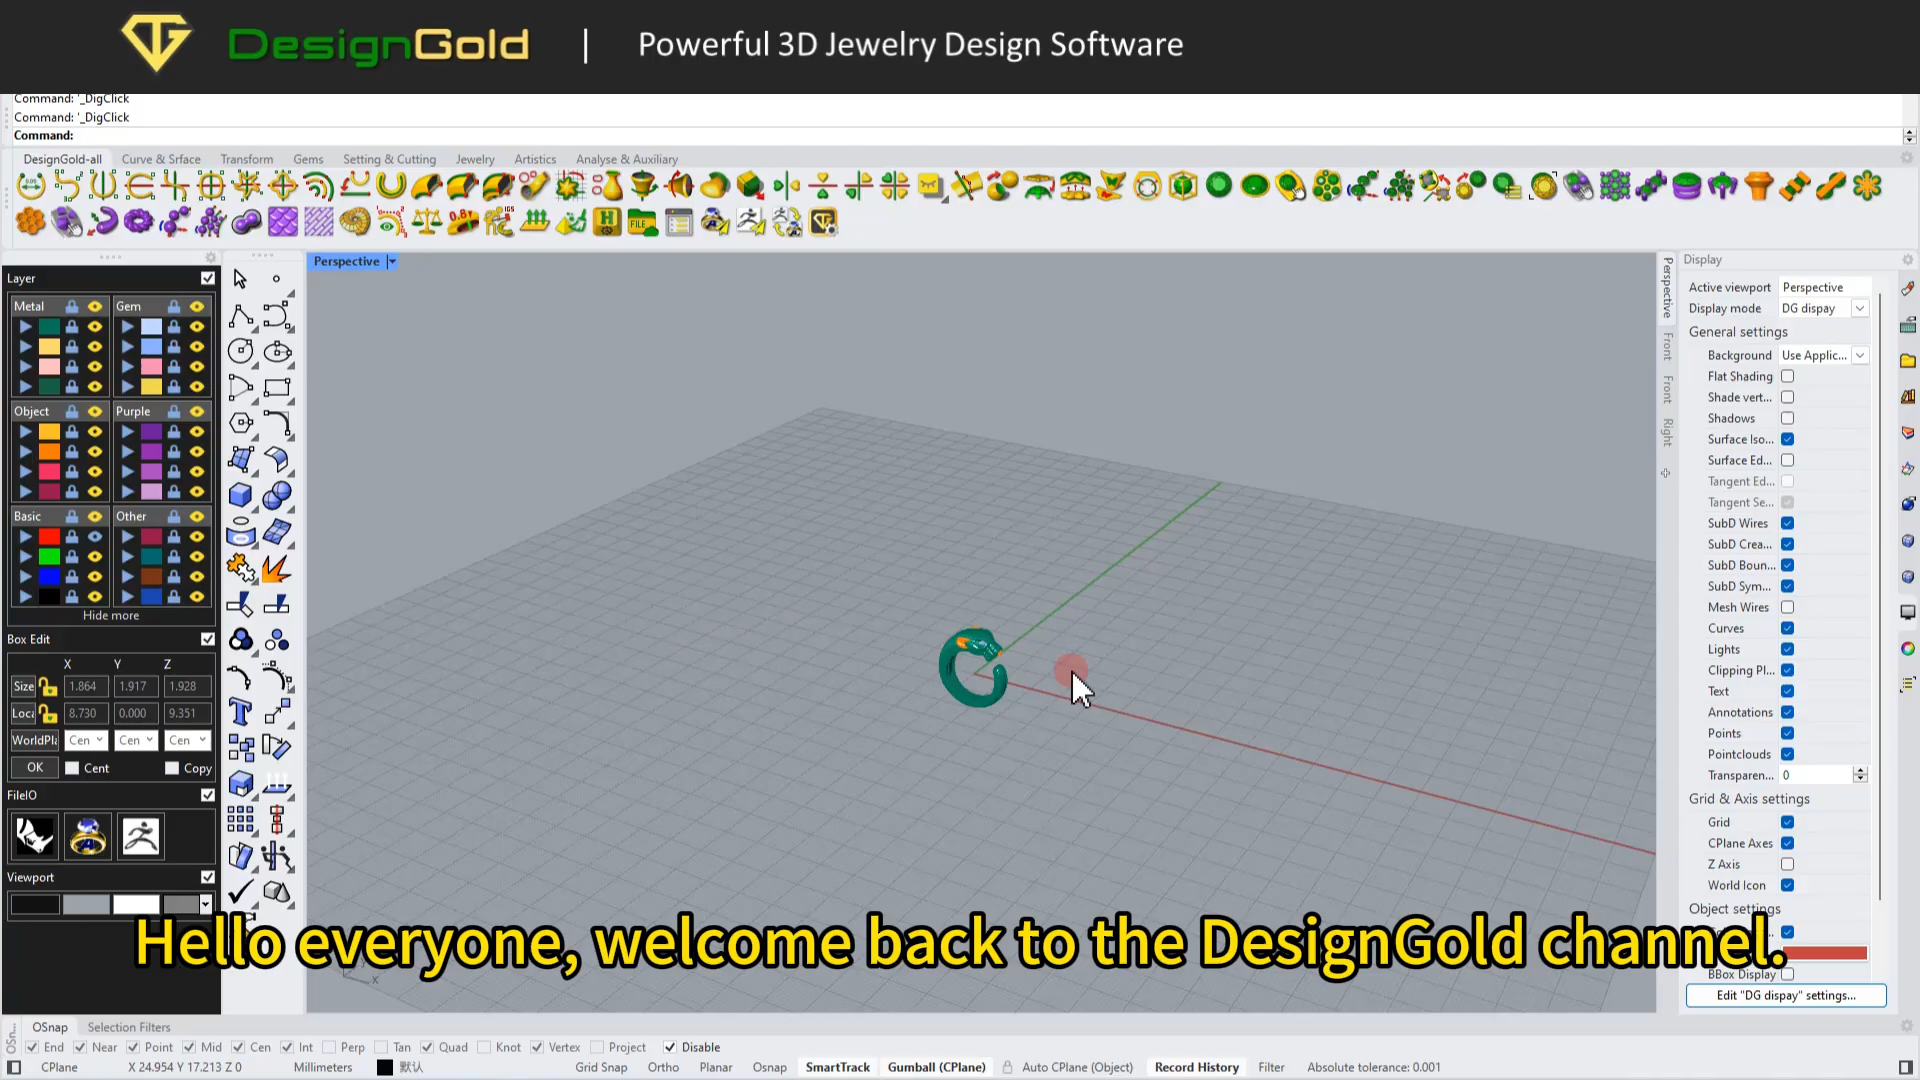 DesignGold | Powerful 3D Jewelry Design Software
Command: '_DigClick
Command: '_DigClick
Command:
DesignGold-all Curve & Srface Transform Gems Setting & Cutting Jewelry Artistics Analyse & Auxiliary
Layer
Metal Gem
Object Purple
Basic Other
Hide more
Box Edit
X Y Z
Size 1.864 1.917 1.928
Loca 8.730 0.000 9.351
WorldPla Cen Cen Cen
OK Cent Copy
FileIO
Viewport
Perspective
Perspective
Front
Front
Right
Display
Active viewport Perspective
Display mode DG dispay
General settings
Background Use Applic...
Flat Shading
Shade vert...
Shadows
Surface Iso...
Surface Ed...
Tangent Ed...
Tangent Se...
SubD Wires
SubD Crea...
SubD Boun...
SubD Sym...
Mesh Wires
Curves
Lights
Clipping Pl...
Text
Annotations
Points
Pointclouds
Transparen... 0
Grid & Axis settings
Grid
CPlane Axes
Z Axis
World Icon
Object settings
BBox Display
Edit "DG dispay" settings...
Hello everyone, welcome back to the DesignGold channel.
x
OSnap Selection Filters
End Near Point Mid Cen Int Perp Tan Quad Knot Vertex Project Disable
CPlane X 24.954 Y 17.213 Z 0 Millimeters 默认 Grid Snap Ortho Planar Osnap SmartTrack Gumball (CPlane) Auto CPlane (Object) Record History Filter Absolute tolerance: 0.001